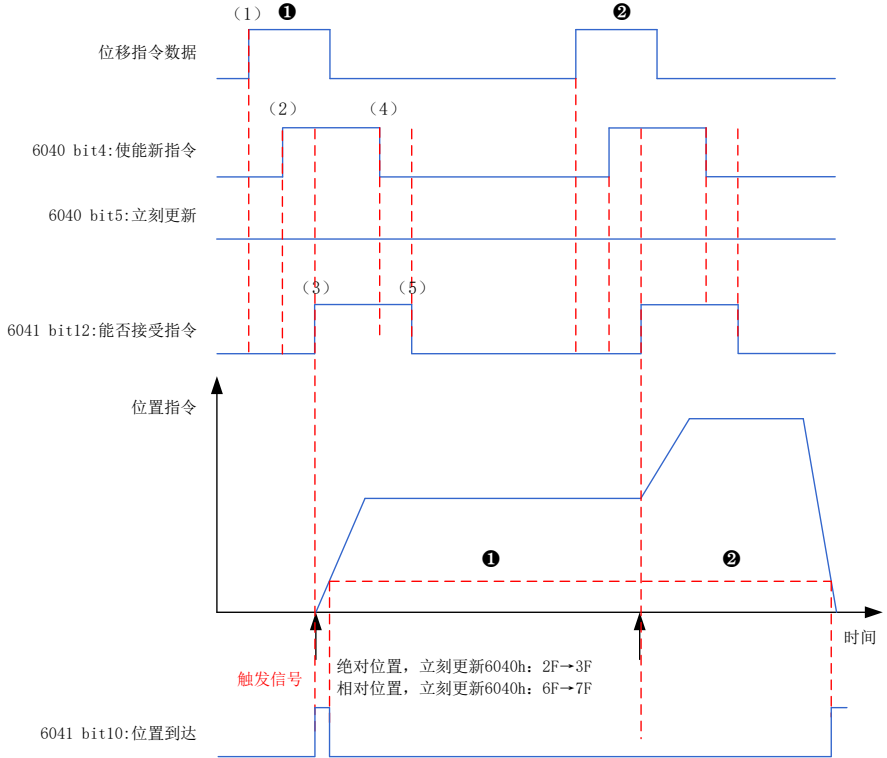 (1) ❶ ❷
位移指令数据
(2) (4)
6040 bit4:使能新指令
6040 bit5:立刻更新
(3) (5)
6041 bit12:能否接受指令
位置指令
❶ ❷
时间
触发信号
绝对位置，立刻更新6040h：2F→3F
相对位置，立刻更新6040h：6F→7F
6041 bit10:位置到达